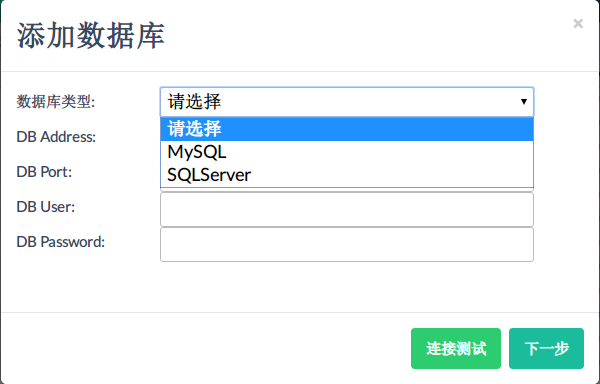 添加数据库
×
数据库类型:
请选择
请选择
MySQL
SQLServer
DB Address:
DB Port:
DB User:
DB Password:
连接测试
下一步